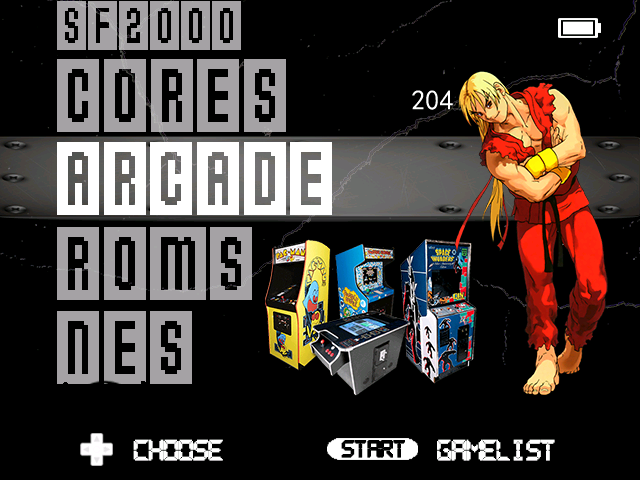 SF2000
CORES
204
ARCADE
ROMS
NES
CHOOSE
START GAMELIST